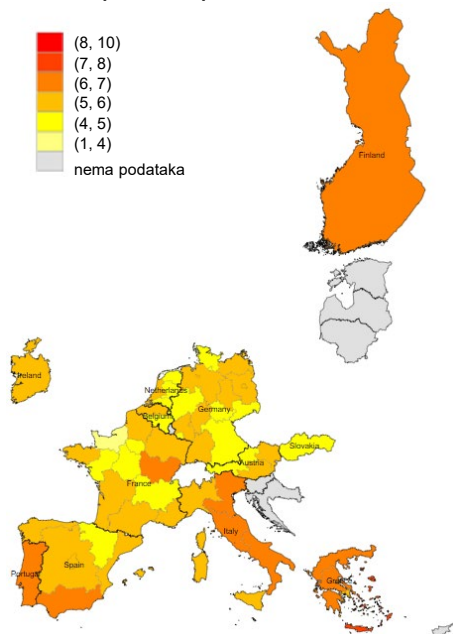 (8, 10)
(7, 8)
(6, 7)
(5, 6)
(4, 5)
(1, 4)
nema podataka
Finland
Ireland
Netherlands
Belgium
Germany
Slovakia
Austria
France
Italy
Spain
Portugal
Greece